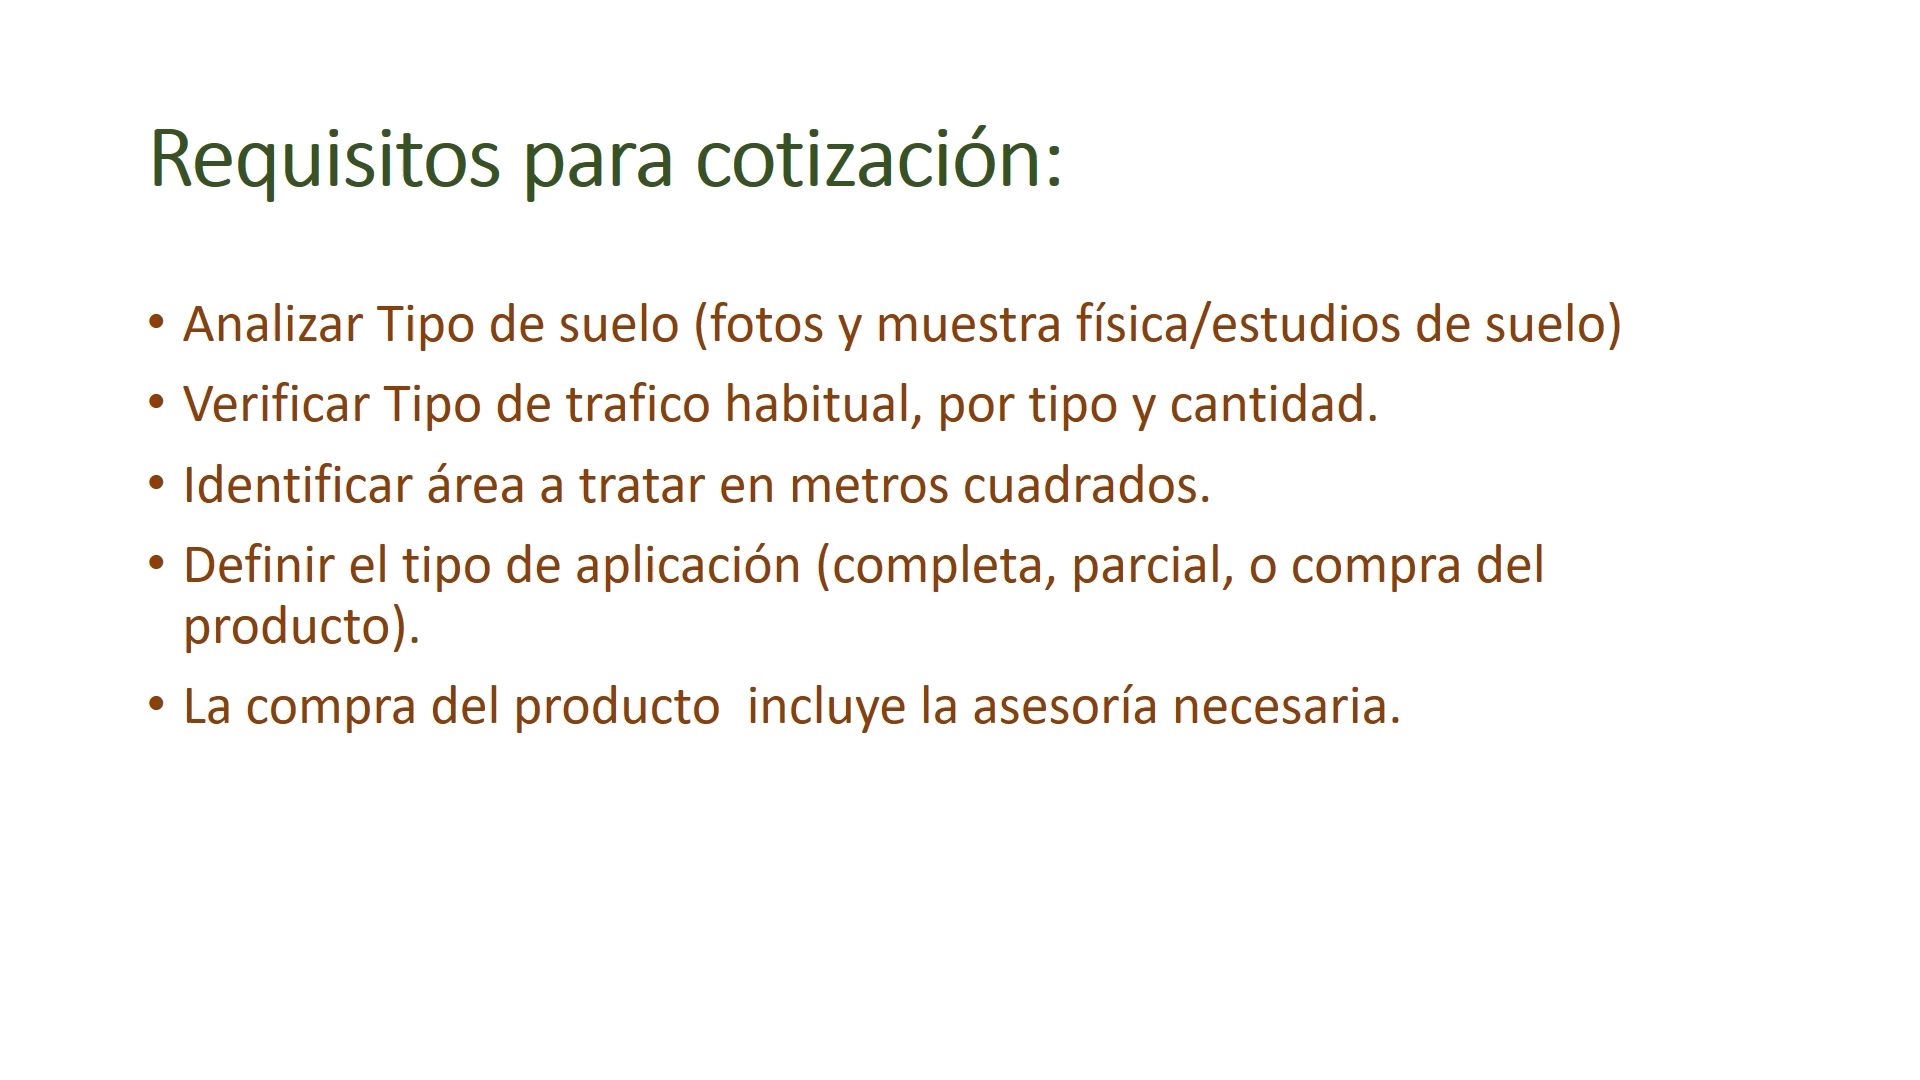 Requisitos para cotización:
• Analizar Tipo de suelo (fotos y muestra física/estudios de suelo)
• Verificar Tipo de trafico habitual, por tipo y cantidad.
• Identificar área a tratar en metros cuadrados.
• Definir el tipo de aplicación (completa, parcial, o compra del
producto).
• La compra del producto  incluye la asesoría necesaria.